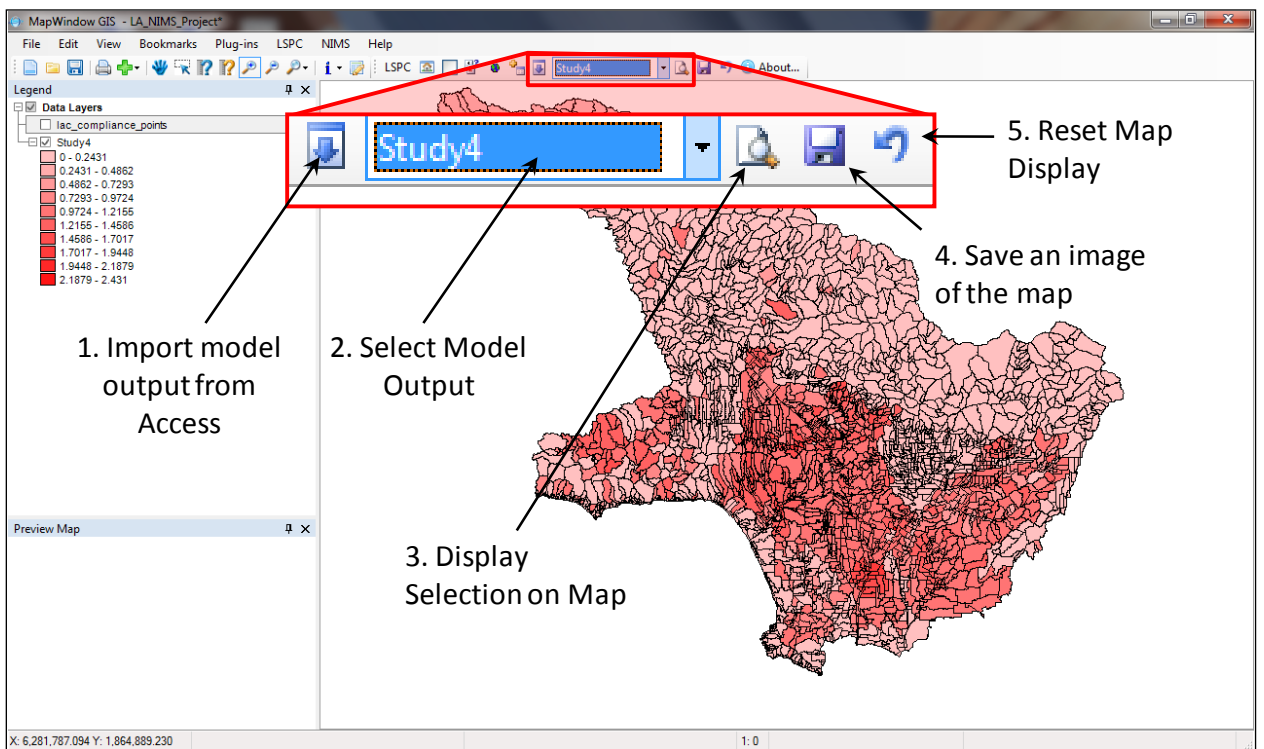 MapWindow GIS - LA_NIMS_Project*
File Edit View Bookmarks Plug-ins LSPC NIMS Help
LSPC Study4 About...
Legend
Data Layers
lac_compliance_points
Study4
0 - 0.2431
0.2431 - 0.4862
0.4862 - 0.7293
0.7293 - 0.9724
0.9724 - 1.2155
1.2155 - 1.4586
1.4586 - 1.7017
1.7017 - 1.9448
1.9448 - 2.1879
2.1879 - 2.431
Study4
5. Reset Map
Display
4. Save an image
of the map
1. Import model
output from
Access
2. Select Model
Output
3. Display
Selection on Map
Preview Map
X: 6,281,787.094 Y: 1,864,889.230
1: 0